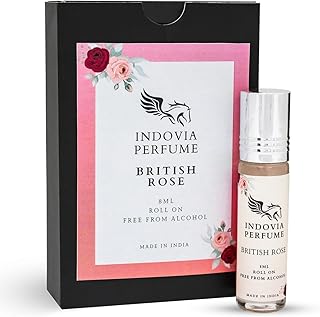 INDOVIA
PERFUME
BRITISH
ROSE
8ML
ROLL ON
FREE FROM ALCOHOL
MADE IN INDIA
INDOVIA
PERFUME
BRITISH ROSE
8ML
ROLL ON
FREE FROM ALCOHOL
MADE IN INDIA